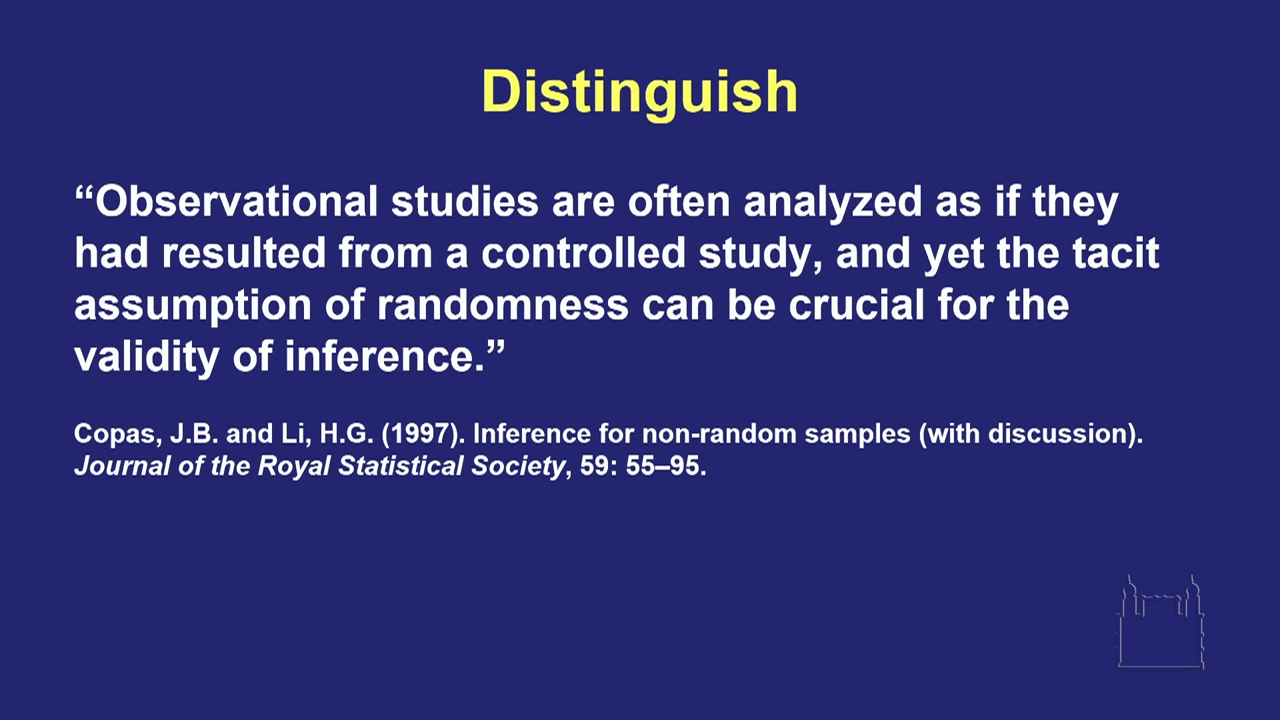 Distinguish
“Observational studies are often analyzed as if they
had resulted from a controlled study, and yet the tacit
assumption of randomness can be crucial for the
validity of inference.”
Copas, J.B. and Li, H.G. (1997). Inference for non-random samples (with discussion).
Journal of the Royal Statistical Society, 59: 55–95.